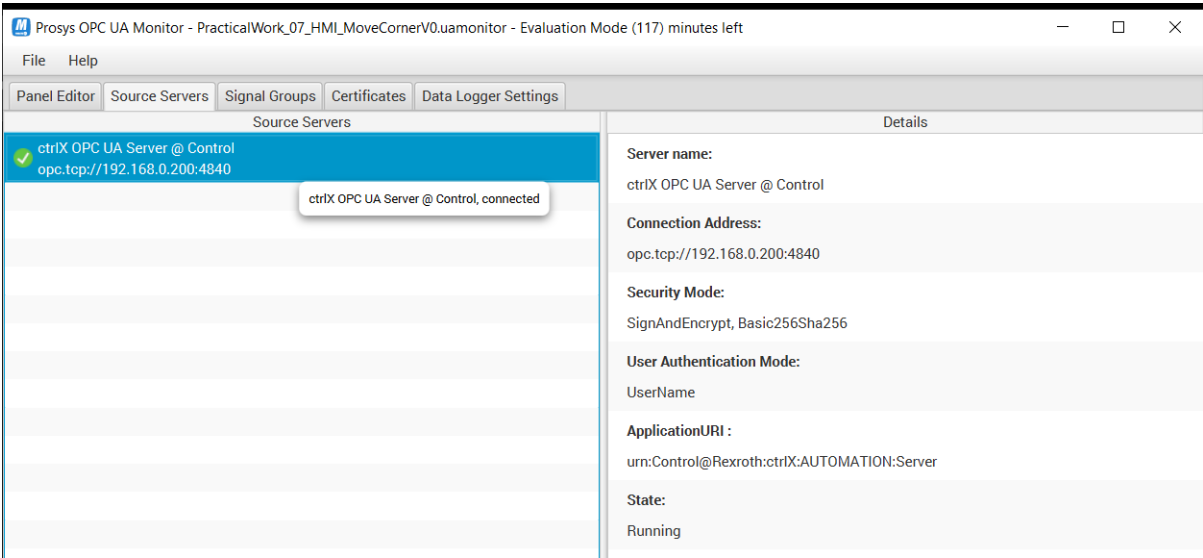 Prosys OPC UA Monitor - PracticalWork_07_HMI_MoveCornerV0.uamonitor - Evaluation Mode (117) minutes left
File Help
Panel Editor Source Servers Signal Groups Certificates Data Logger Settings
Source Servers
ctrlX OPC UA Server @ Control
opc.tcp://192.168.0.200:4840
ctrlX OPC UA Server @ Control, connected
Details
Server name:
ctrlX OPC UA Server @ Control
Connection Address:
opc.tcp://192.168.0.200:4840
Security Mode:
SignAndEncrypt, Basic256Sha256
User Authentication Mode:
UserName
ApplicationURI :
urn:Control@Rexroth:ctrlX:AUTOMATION:Server
State:
Running